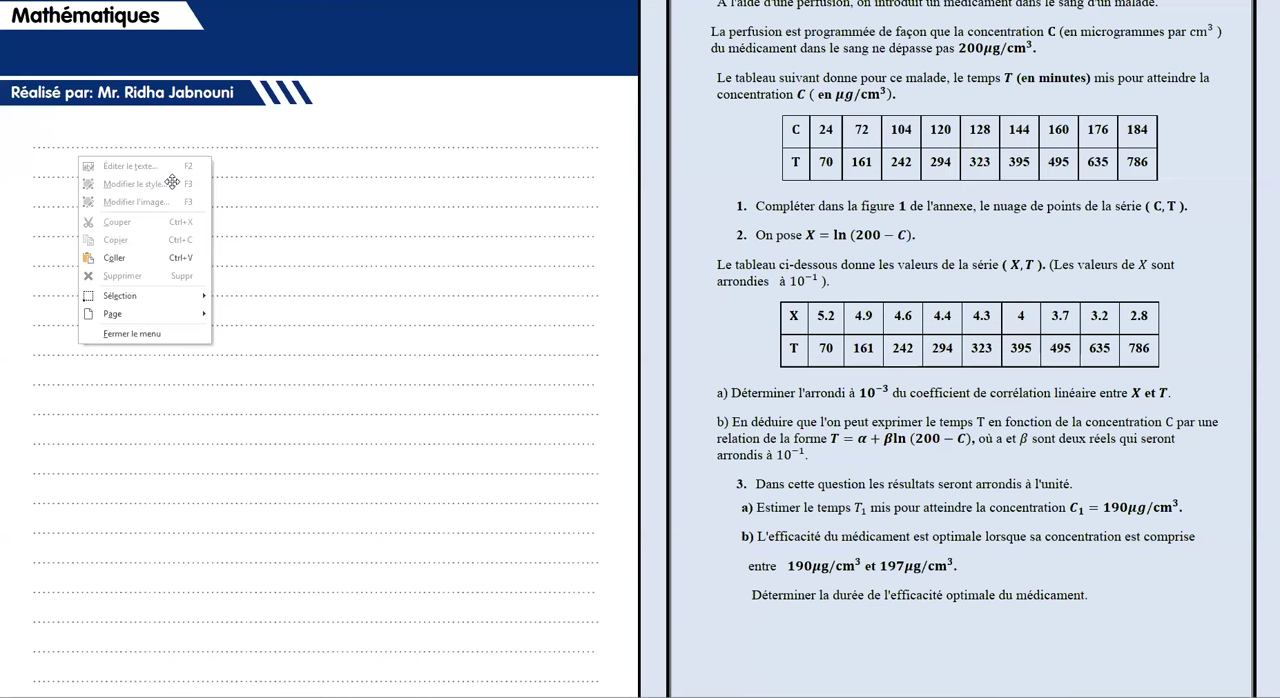 Mathématiques
Réalisé par: Mr. Ridha Jabnouni
Éditer le texte... F2
Modifier le style... F3
Modifier l'image... F3
Couper Ctrl+X
Copier Ctrl+C
Coller Ctrl+V
Supprimer Suppr
Sélection
Page
Fermer le menu
A l'aide d'une perfusion, on introduit un médicament dans le sang d'un malade.
La perfusion est programmée de façon que la concentration C (en microgrammes par cm³ )
du médicament dans le sang ne dépasse pas 200μg/cm³.
Le tableau suivant donne pour ce malade, le temps T (en minutes) mis pour atteindre la
concentration C ( en μg/cm³).
C 24 72 104 120 128 144 160 176 184
T 70 161 242 294 323 395 495 635 786
1. Compléter dans la figure 1 de l'annexe, le nuage de points de la série ( C, T ).
2. On pose X = ln (200 − C).
Le tableau ci-dessous donne les valeurs de la série ( X, T ). (Les valeurs de X sont
arrondies à 10⁻¹ ).
X 5.2 4.9 4.6 4.4 4.3 4 3.7 3.2 2.8
T 70 161 242 294 323 395 495 635 786
a) Déterminer l'arrondi à 10⁻³ du coefficient de corrélation linéaire entre X et T.
b) En déduire que l'on peut exprimer le temps T en fonction de la concentration C par une
relation de la forme T = α + βln (200 − C), où a et β sont deux réels qui seront
arrondis à 10⁻¹.
3. Dans cette question les résultats seront arrondis à l'unité.
a) Estimer le temps T₁ mis pour atteindre la concentration C₁ = 190μg/cm³.
b) L'efficacité du médicament est optimale lorsque sa concentration est comprise
entre 190μg/cm³ et 197μg/cm³.
Déterminer la durée de l'efficacité optimale du médicament.